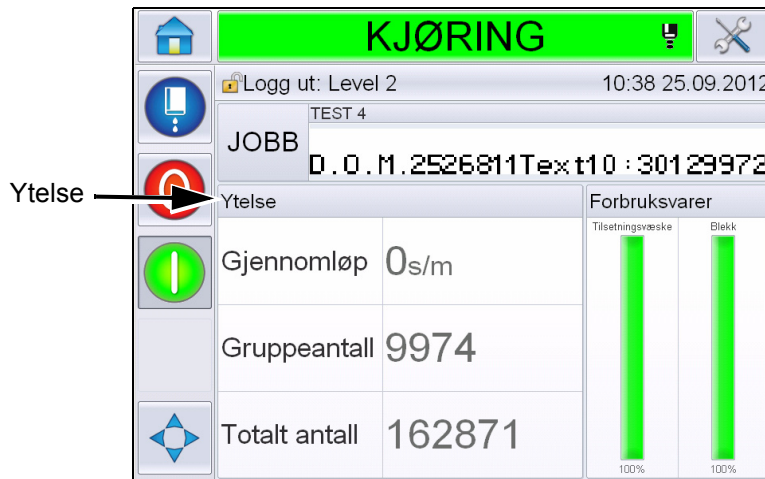 KJØRING
Logg ut: Level 2 10:38 25.09.2012
TEST 4
JOBB
D.O.M.2526811Text10:30129972
Ytelse
Ytelse
Forbruksvarer
Tilsetningsvæske Blekk
Gjennomløp 0s/m
Gruppeantall 9974
Totalt antall 162871
100% 100%